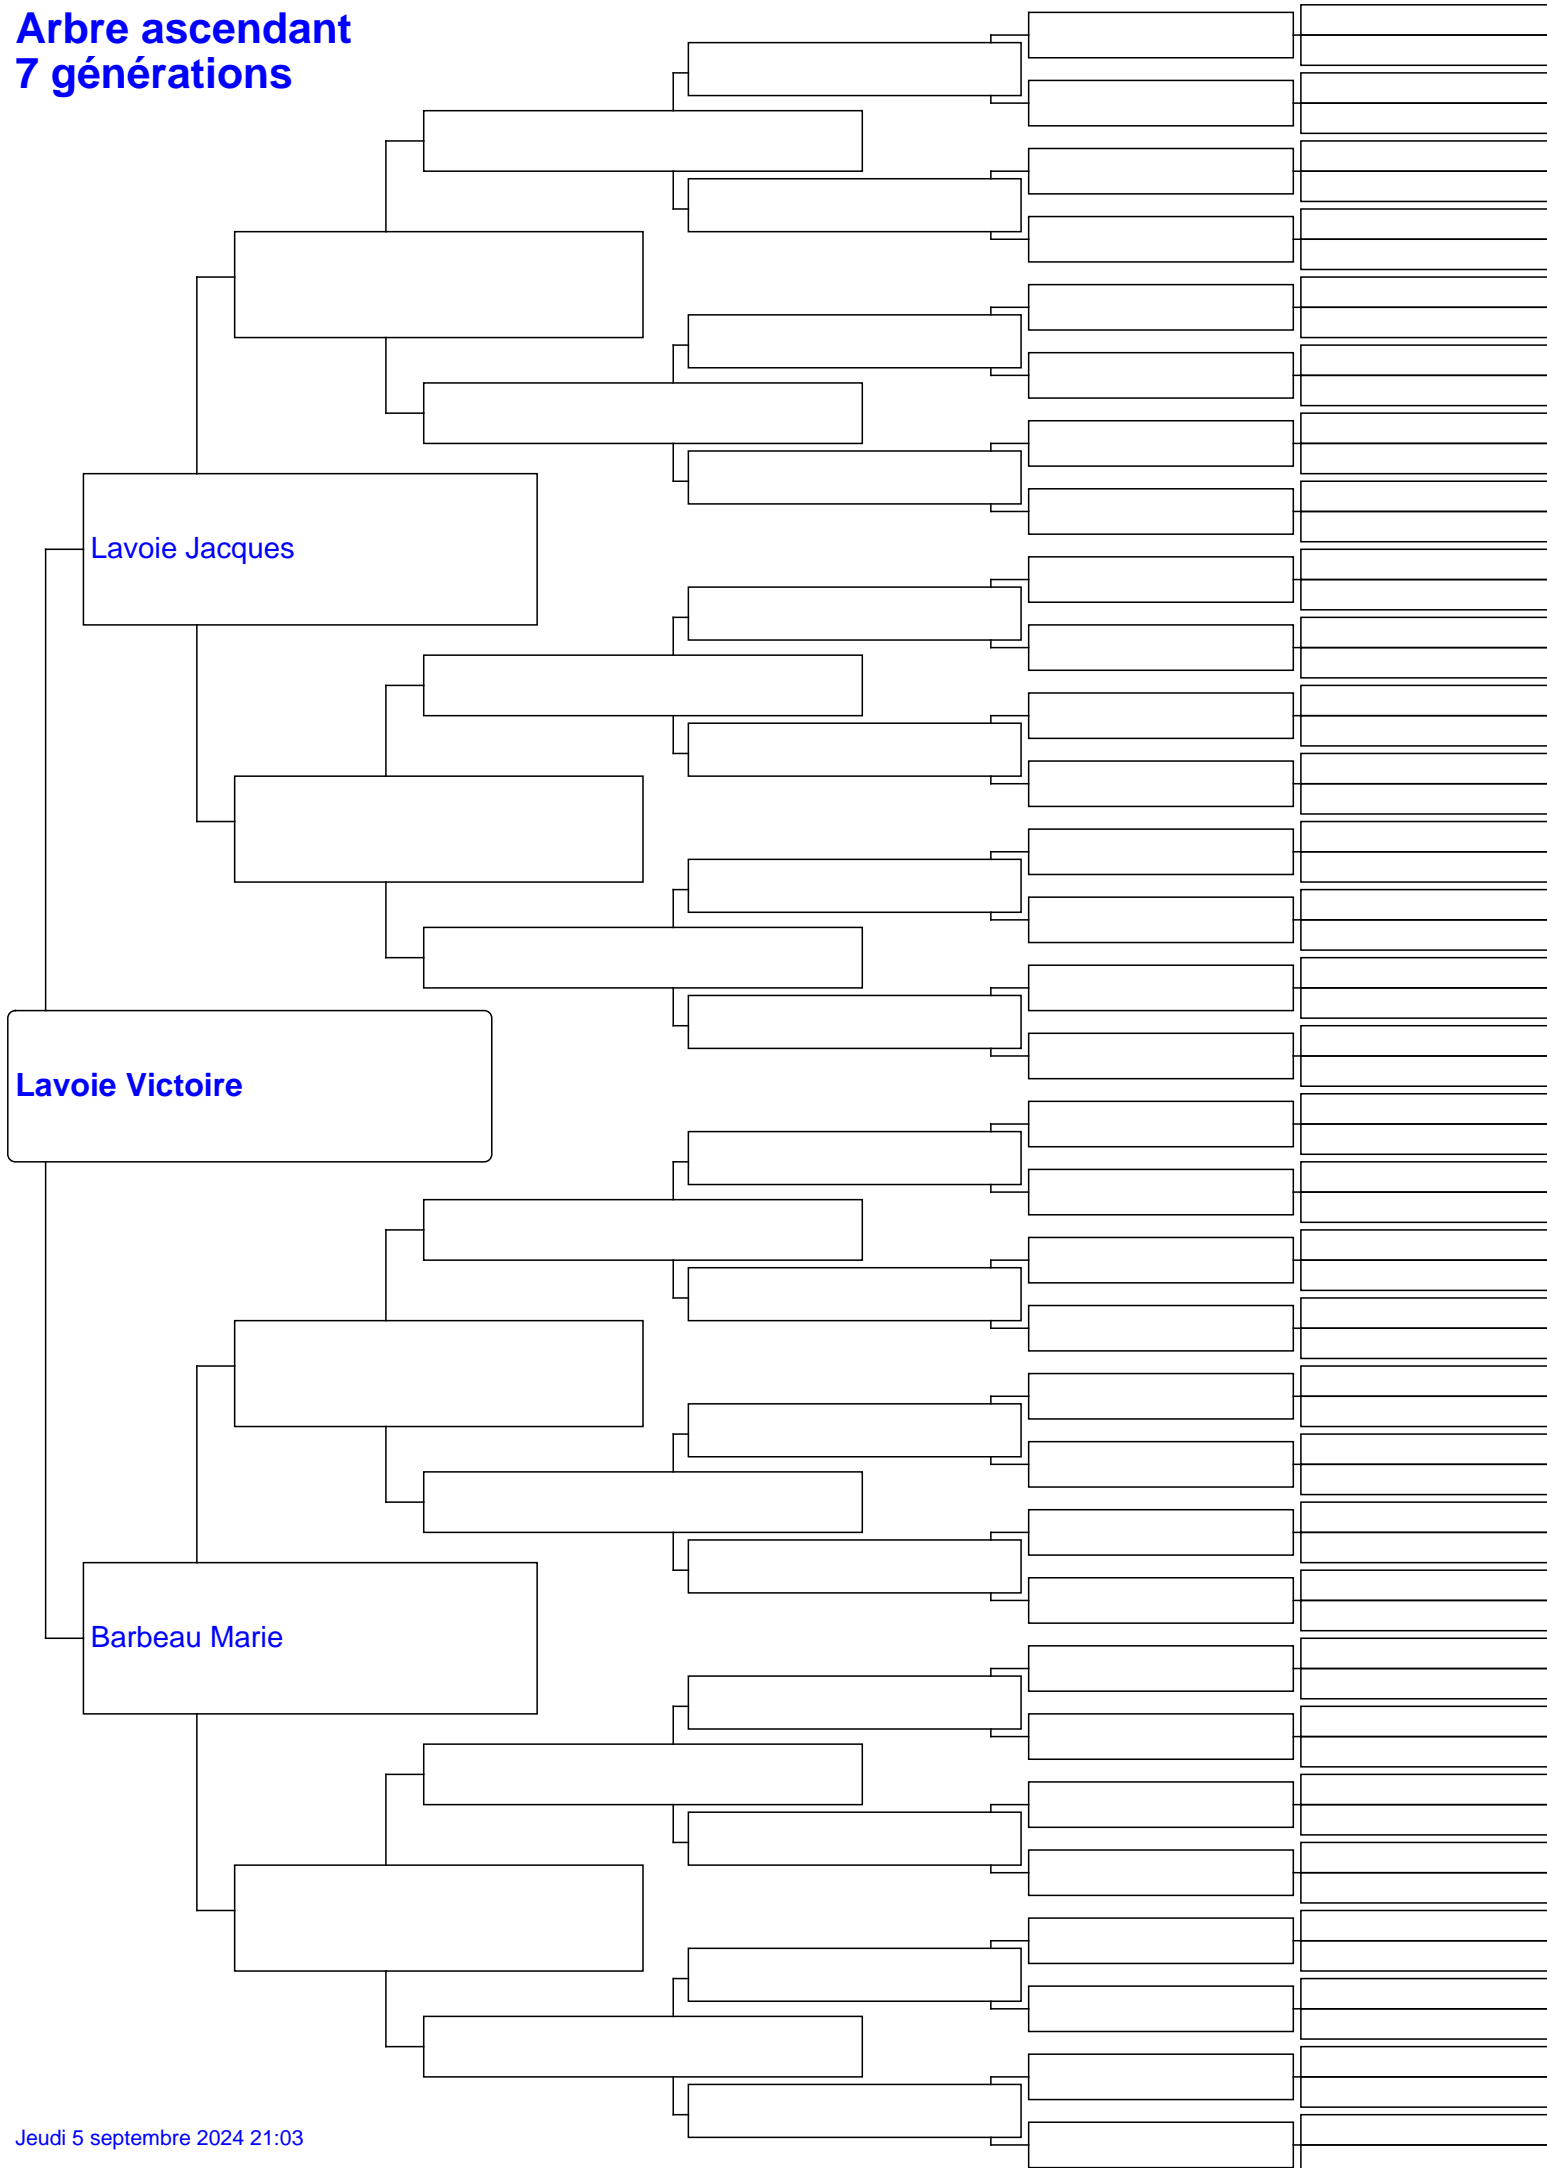 Arbre ascendant
7 générations
Lavoie Jacques
Lavoie Victoire
Barbeau Marie
Jeudi 5 septembre 2024 21:03